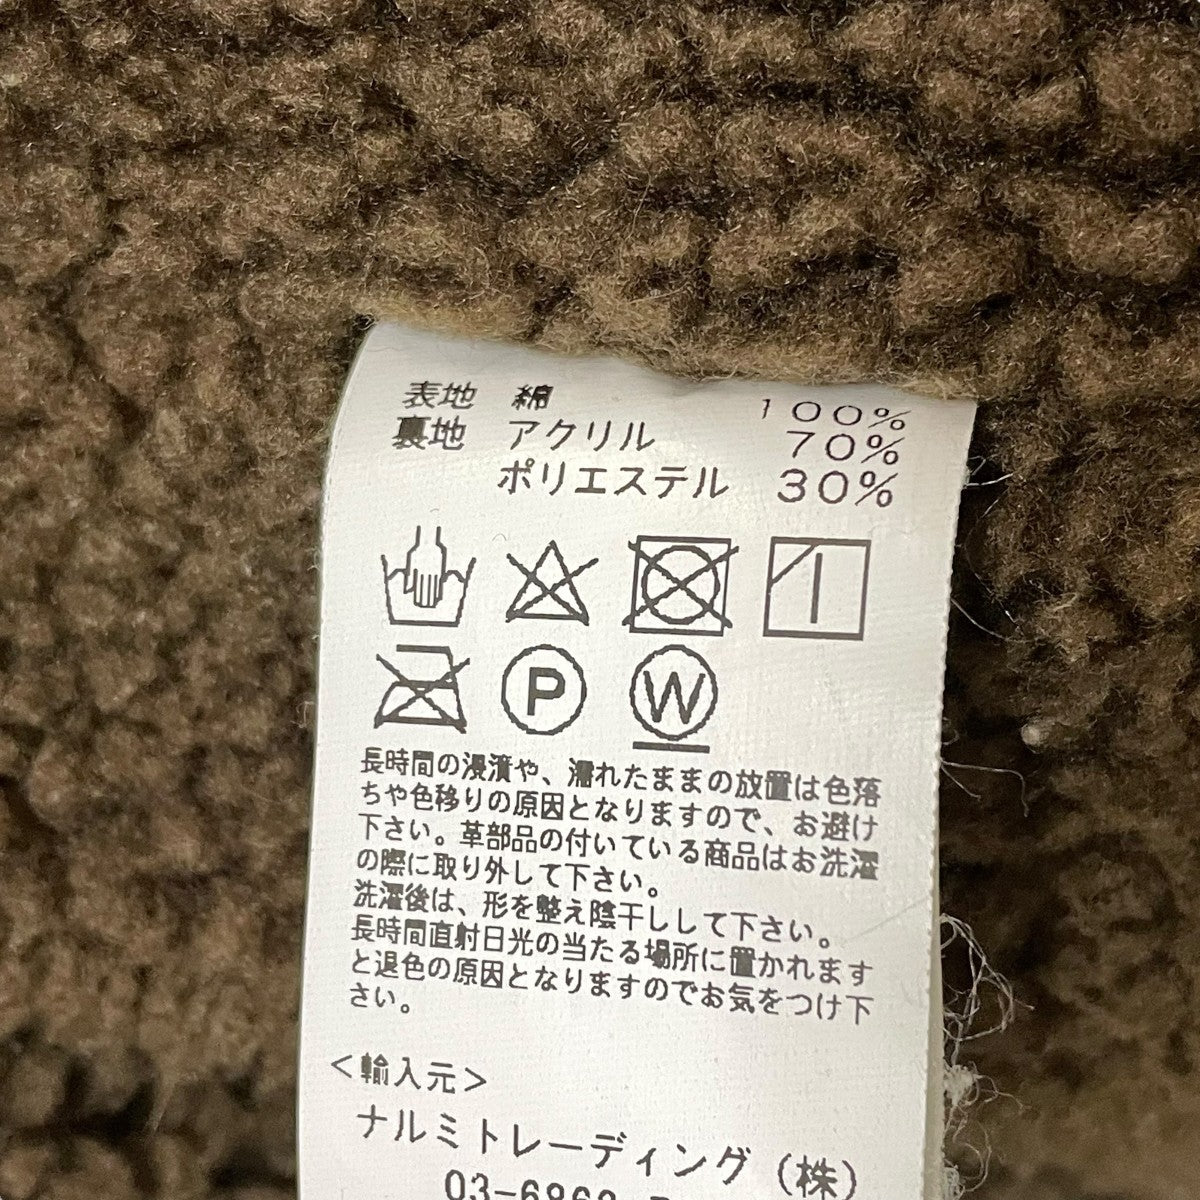 表地 綿 100%
裏地 アクリル 70%
ポリエステル 30%
P W
長時間の浸漬や、濡れたままの放置は色落
ちや色移りの原因となりますので、お避け
下さい。革部品の付いている商品はお洗濯
の際に取り外して下さい。
洗濯後は、形を整え陰干しして下さい。
長時間直射日光の当たる場所に置かれます
と退色の原因となりますのでお気をつけ下
さい。
<輸入元>
ナルミトレーディング(株)